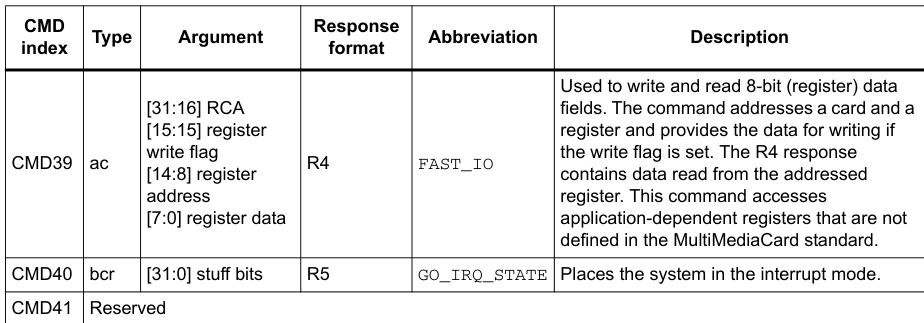 CMD index Type Argument Response format Abbreviation Description
CMD39 ac [31:16] RCA
[15:15] register
write flag
[14:8] register
address
[7:0] register data
R4 FAST_IO
Used to write and read 8-bit (register) data
fields. The command addresses a card and a
register and provides the data for writing if
the write flag is set. The R4 response
contains data read from the addressed
register. This command accesses
application-dependent registers that are not
defined in the MultiMediaCard standard.
CMD40 bcr [31:0] stuff bits R5 GO_IRQ_STATE Places the system in the interrupt mode.
CMD41 Reserved